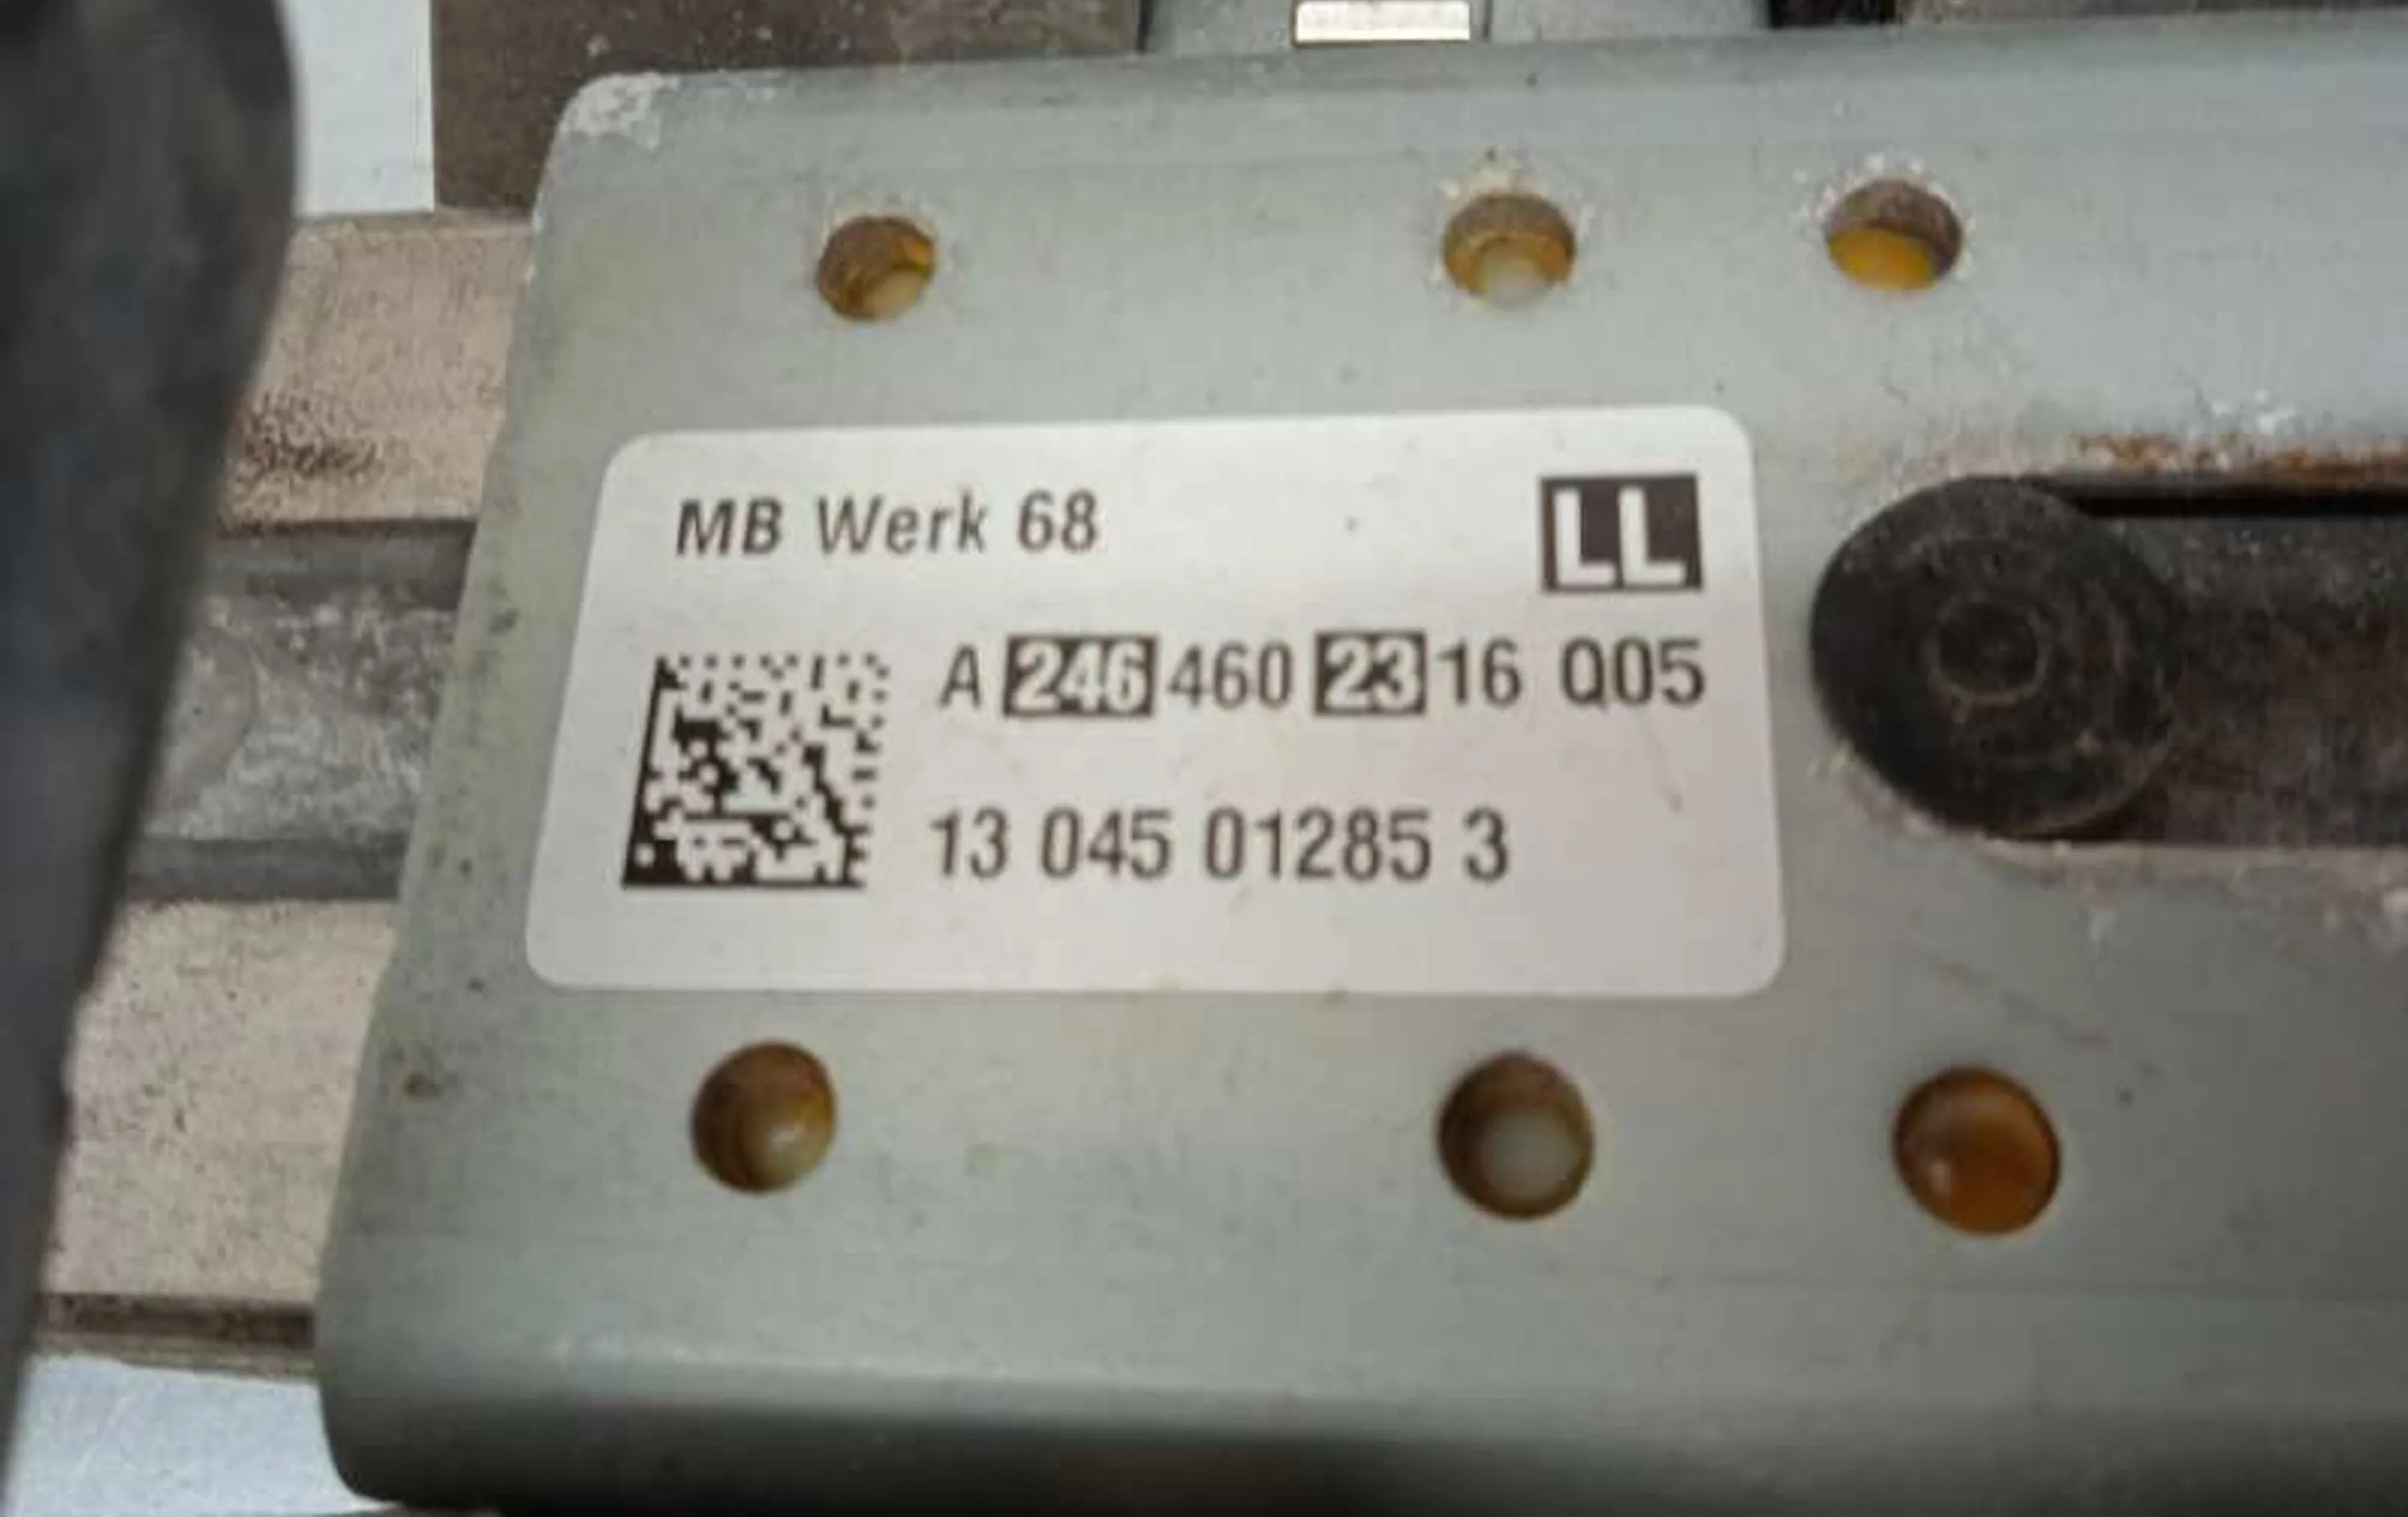 MB Werk 68 LL
A 246 460 23 16 Q05
13 045 01285 3